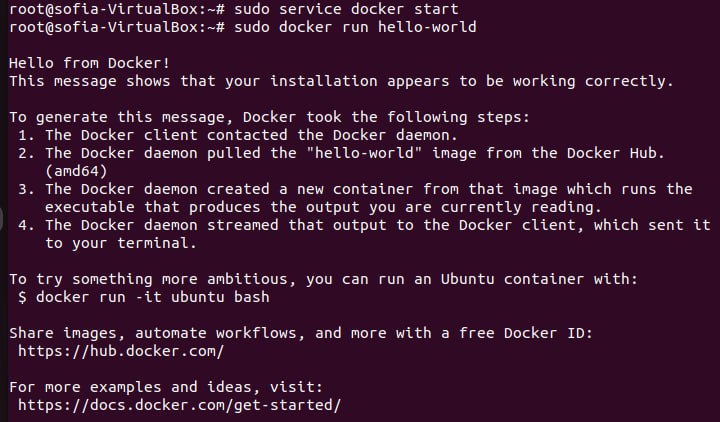 root@sofia-VirtualBox:~# sudo service docker start
root@sofia-VirtualBox:~# sudo docker run hello-world

Hello from Docker!
This message shows that your installation appears to be working correctly.

To generate this message, Docker took the following steps:
 1. The Docker client contacted the Docker daemon.
 2. The Docker daemon pulled the "hello-world" image from the Docker Hub.
    (amd64)
 3. The Docker daemon created a new container from that image which runs the
    executable that produces the output you are currently reading.
 4. The Docker daemon streamed that output to the Docker client, which sent it
    to your terminal.

To try something more ambitious, you can run an Ubuntu container with:
 $ docker run -it ubuntu bash

Share images, automate workflows, and more with a free Docker ID:
 https://hub.docker.com/

For more examples and ideas, visit:
 https://docs.docker.com/get-started/